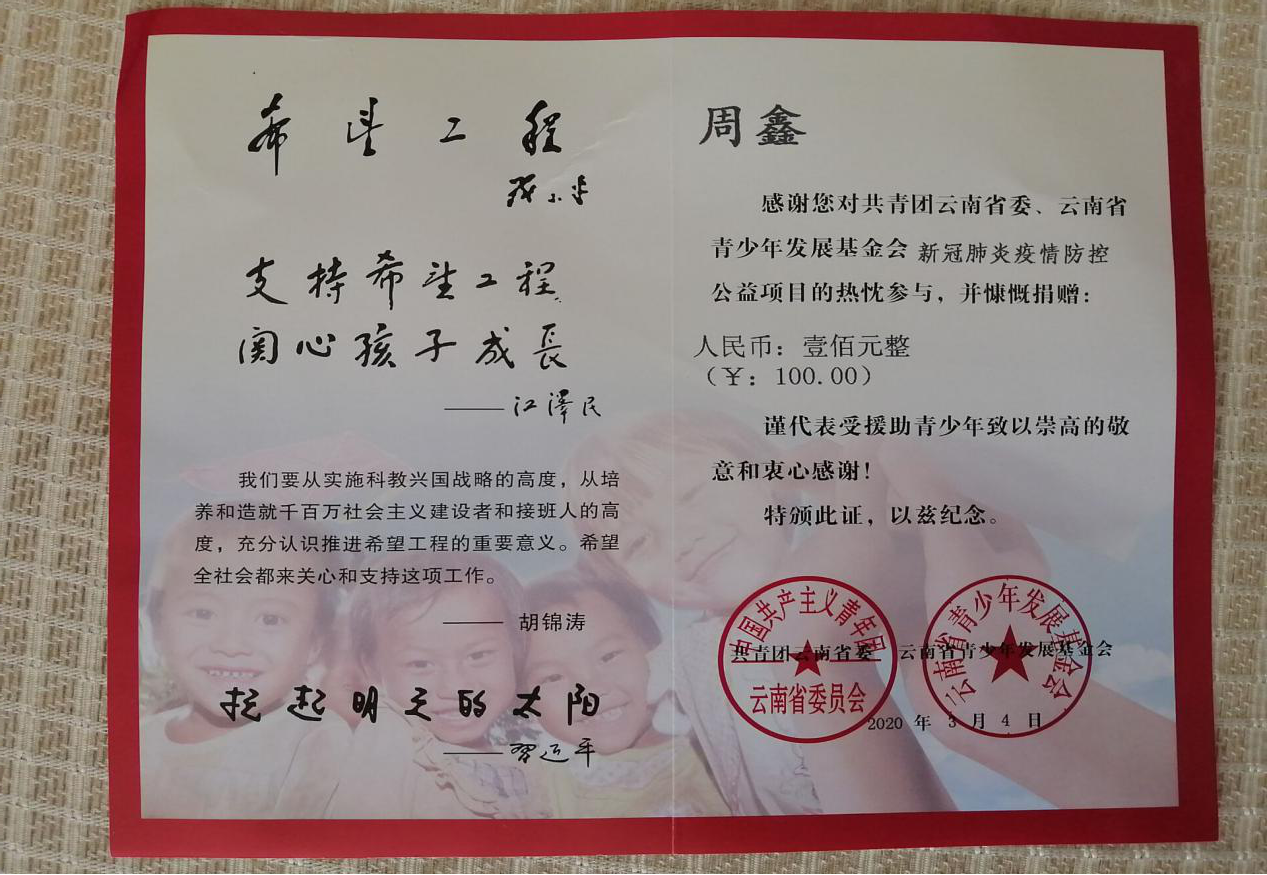 希望工程
邓小平
支持希望工程
関心孩子成長
——江澤民
我们要从实施科教兴国战略的高度，从培
养和造就千百万社会主义建设者和接班人的高
度，充分认识推进希望工程的重要意义。希望
全社会都来关心和支持这项工作。
——胡锦涛
托起明天的太阳
——习近平
周鑫
感谢您对共青团云南省委、云南省
青少年发展基金会 新冠肺炎疫情防控
公益项目的热忱参与，并慷慨捐赠：
人民币：壹佰元整
（￥：100.00）
谨代表受援助青少年致以崇高的敬
意和衷心感谢！
特颁此证，以兹纪念。
共青团云南省委 云南省青少年发展基金会
2020 年 3 月 4 日
中国共产主义青年团
云南省委员会
云南省青少年发展基金会